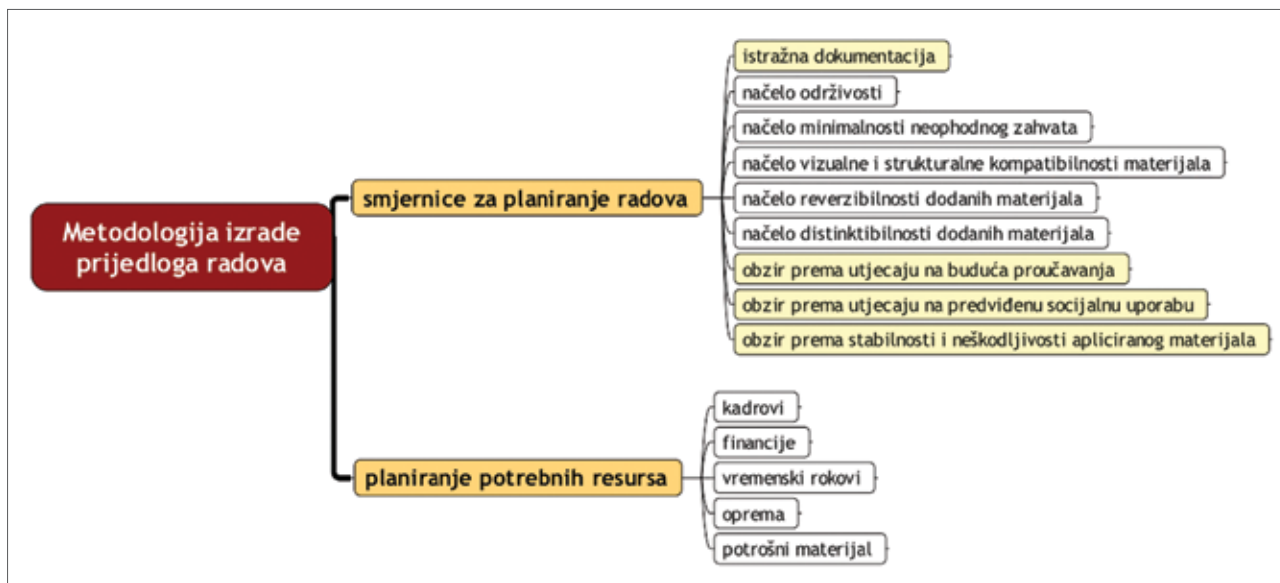 Metodologija izrade
prijedloga radova
smjernice za planiranje radova
istražna dokumentacija
načelo održivosti
načelo minimalnosti neophodnog zahvata
načelo vizualne i strukturalne kompatibilnosti materijala
načelo reverzibilnosti dodanih materijala
načelo distinktibilnosti dodanih materijala
obzir prema utjecaju na buduća proučavanja
obzir prema utjecaju na predviđenu socijalnu uporabu
obzir prema stabilnosti i neškodljivosti apliciranog materijala
planiranje potrebnih resursa
kadrovi
financije
vremenski rokovi
oprema
potrošni materijal